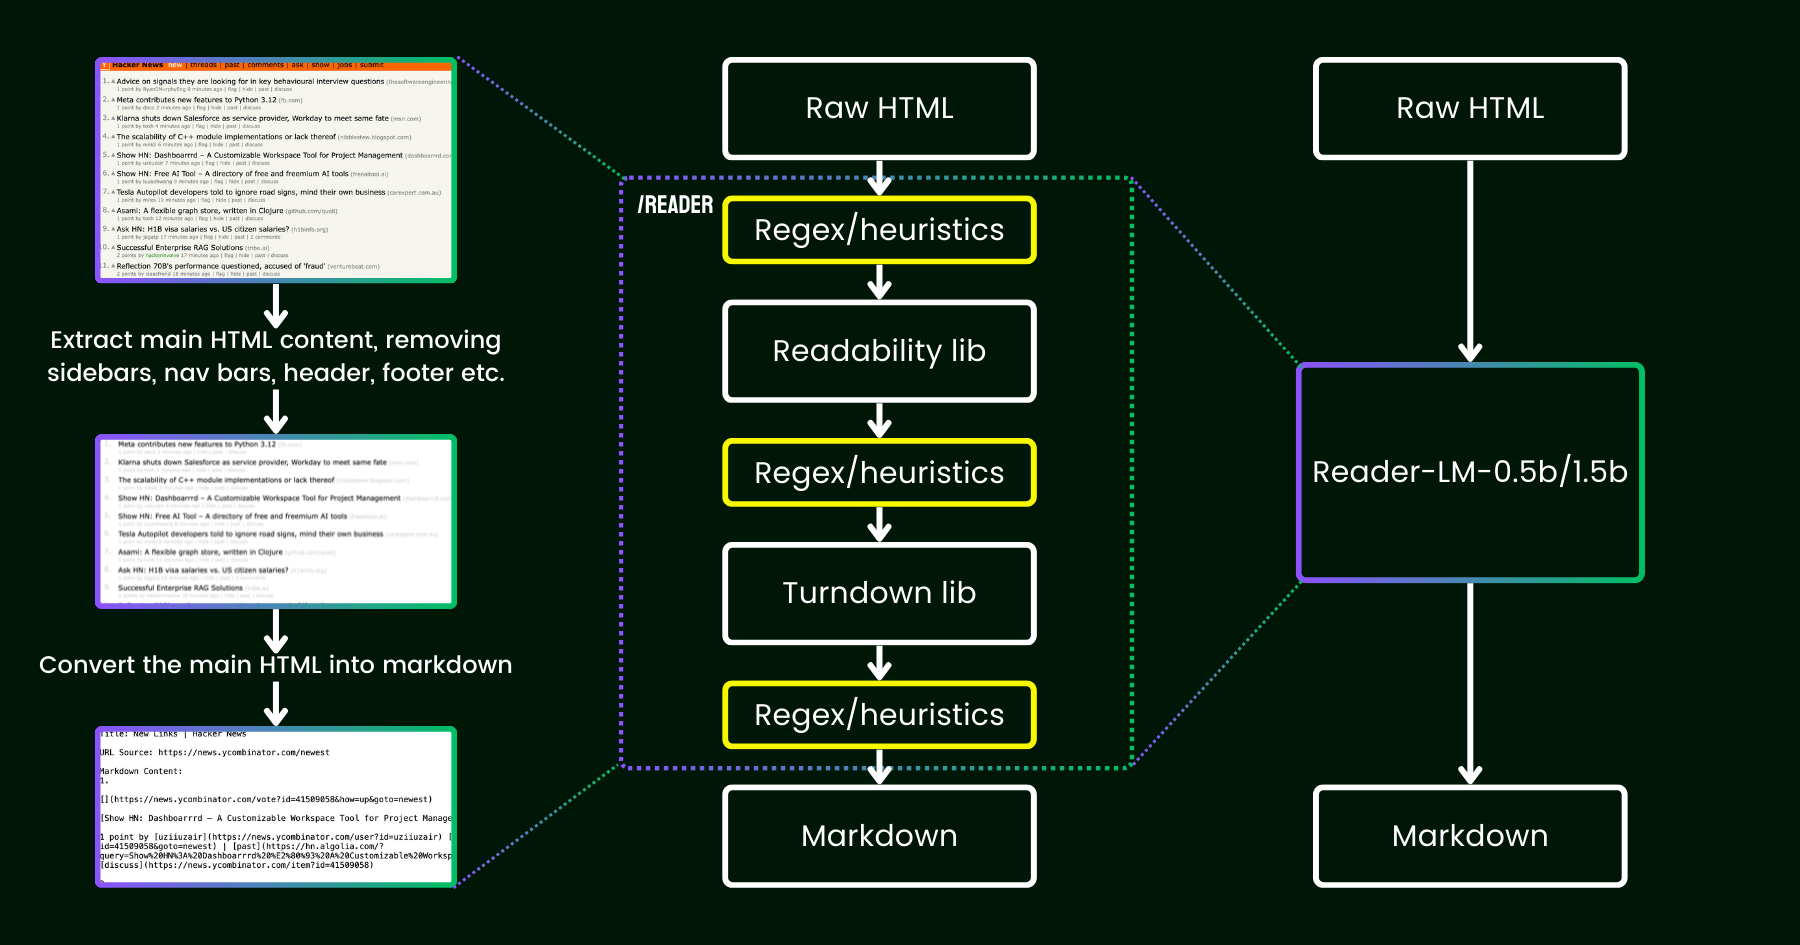 Y Hacker News new | threads | past | comments | ask | show | jobs | submit
1. Advice on signals they are looking for in key behavioural interview questions (thesoftwareengineerin
1 point by RyanSMurphyEng 0 minutes ago | flag | hide | past | discuss
2. Meta contributes new features to Python 3.12 (fb.com)
1 point by 2 minutes ago | flag | hide | past | discuss
3. Klarna shuts down Salesforce as service provider, Workday to meet same fate (msn.com)
1 point by tosh 4 minutes ago | flag | hide | past | discuss
4. The scalability of C++ module implementations or lack thereof (nibblestew.blogspot.com)
1 point by 6 minutes ago | flag | hide | past | discuss
5. Show HN: Dashboarrrd – A Customizable Workspace Tool for Project Management (dashboarrrd.co
1 point by uziiuzair 7 minutes ago | flag | hide | past | discuss
6. Show HN: Free AI Tool – A directory of free and freemium AI tools (freeaitool.ai)
1 point by 9 minutes ago | flag | hide | past | discuss
7. Tesla Autopilot developers told to ignore road signs, mind their own business (carexpert.com.au)
1 point by 10 minutes ago | flag | hide | past | discuss
8. Asami: A flexible graph store, written in Clojure (github.com/quoll)
1 point by tosh 12 minutes ago | flag | hide | past | discuss
9. Ask HN: H1B visa salaries vs. US citizen salaries? (h1binfo.org)
1 point by 17 minutes ago | flag | hide | past | 2 comments
10. Successful Enterprise RAG Solutions (tribe.ai)
2 points by 17 minutes ago | flag | hide | past | discuss
11. Reflection 70B's performance questioned, accused of 'fraud' (venturebeat.com)
2 points by isaacfrond 18 minutes ago | flag | hide | past | discuss
Extract main HTML content, removing
sidebars, nav bars, header, footer etc.
Meta contributes new features to Python 3.12 (fb.com)
Klarna shuts down Salesforce as service provider, Workday to meet same fate (msn.com)
The scalability of C++ module implementations or lack thereof
Show HN: Dashboarrrd – A Customizable Workspace Tool for Project Management
Show HN: Free AI Tool – A directory of free and freemium AI tools
Tesla Autopilot developers told to ignore road signs, mind their own business
Asami: A flexible graph store, written in Clojure
Ask HN: H1B visa salaries vs. US citizen salaries?
Successful Enterprise RAG Solutions
Convert the main HTML into markdown
Title: New Links | Hacker News
URL Source: https://news.ycombinator.com/newest
Markdown Content:
1.
[](https://news.ycombinator.com/vote?id=41509058&how=up&goto=newest)
[Show HN: Dashboarrrd – A Customizable Workspace Tool for Project Manage
1 point by [uziiuzair](https://news.ycombinator.com/user?id=uziiuzair) [
id=41509058&goto=newest) | [past](https://hn.algolia.com/?
query=Show%20HN%3A%20Dashboarrrd%20%E2%80%93%20A%20Customizable%20Worksp
[discuss](https://news.ycombinator.com/item?id=41509058)
Raw HTML
/READER
Regex/heuristics
Readability lib
Regex/heuristics
Turndown lib
Regex/heuristics
Markdown
Raw HTML
Reader-LM-0.5b/1.5b
Markdown